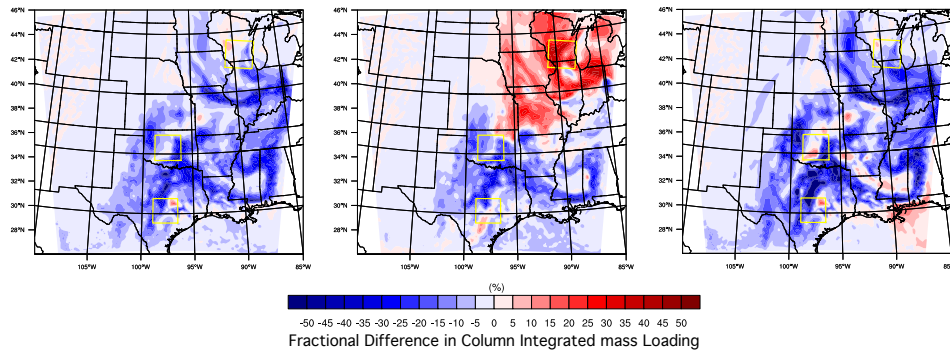 46°N 46°N 46°N
44°N 44°N 44°N
42°N 42°N 42°N
40°N 40°N 40°N
38°N 38°N 38°N
36°N 36°N 36°N
34°N 34°N 34°N
32°N 32°N 32°N
30°N 30°N 30°N
28°N 28°N 28°N
105°W 100°W 95°W 90°W 85°W 105°W 100°W 95°W 90°W 85°W 105°W 100°W 95°W 90°W 85°W
(%)
-50 -45 -40 -35 -30 -25 -20 -15 -10 -5 0 5 10 15 20 25 30 35 40 45 50
Fractional Difference in Column Integrated mass Loading